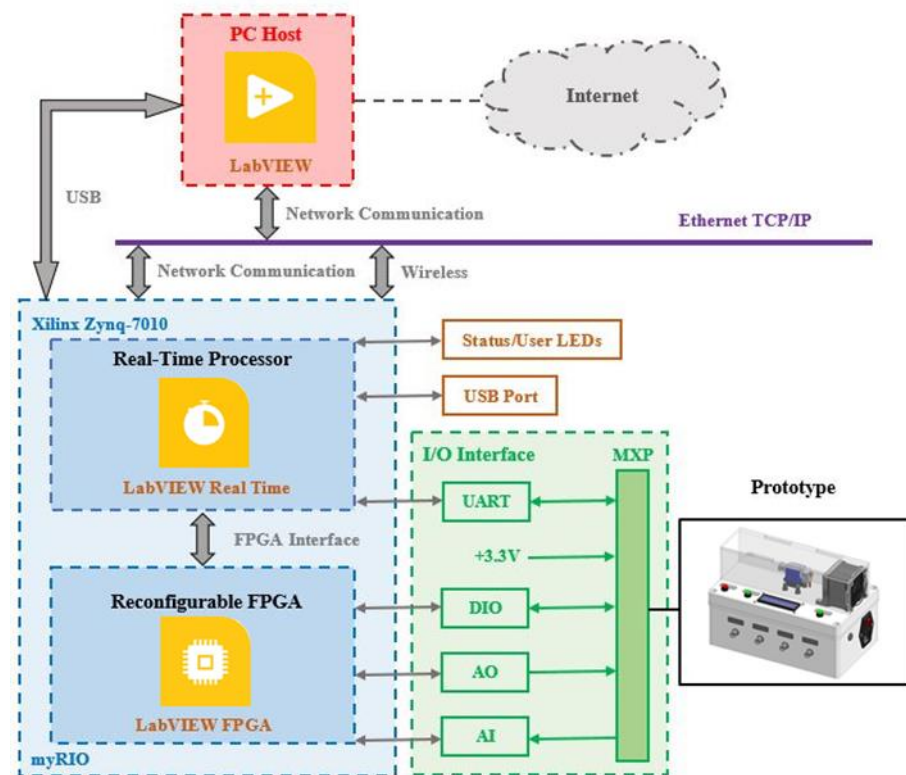 PC Host
LabVIEW
Internet
USB
Network Communication
Ethernet TCP/IP
Network Communication
Wireless
Xilinx Zynq-7010
Real-Time Processor
LabVIEW Real Time
Status/User LEDs
USB Port
I/O Interface
MXP
UART
Prototype
FPGA Interface
+3.3V
Reconfigurable FPGA
LabVIEW FPGA
DIO
AO
AI
myRIO